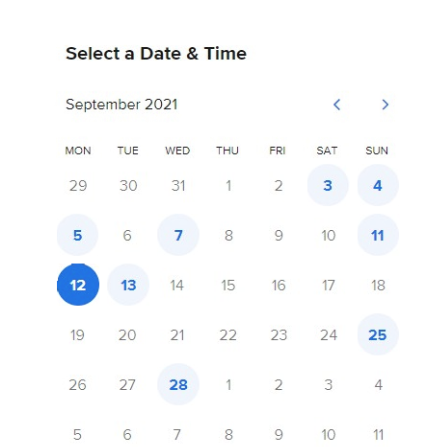 Select a Date & Time
September 2021
MON TUE WED THU FRI SAT SUN
29 30 31 1 2 3 4
5 6 7 8 9 10 11
12 13 14 15 16 17 18
19 20 21 22 23 24 25
26 27 28 1 2 3 4
5 6 7 8 9 10 11